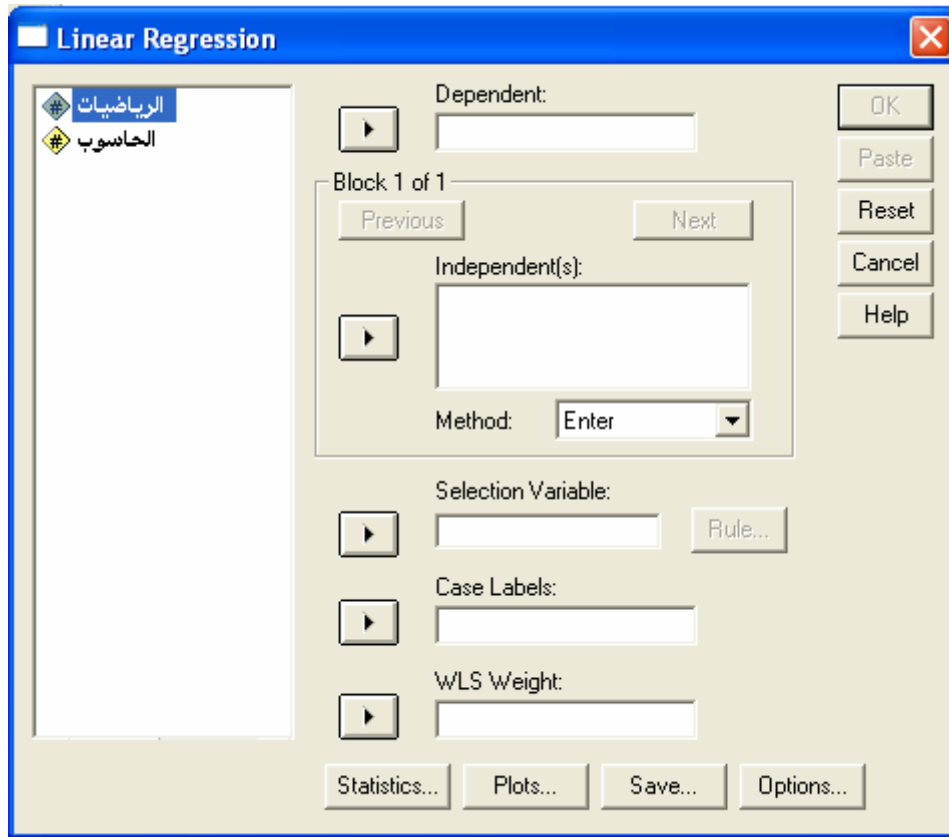 Linear Regression
الرياضيات
الحاسوب
Dependent:
Block 1 of 1
Previous
Next
Independent(s):
Method:
Enter
Selection Variable:
Rule...
Case Labels:
WLS Weight:
Statistics...
Plots...
Save...
Options...
OK
Paste
Reset
Cancel
Help